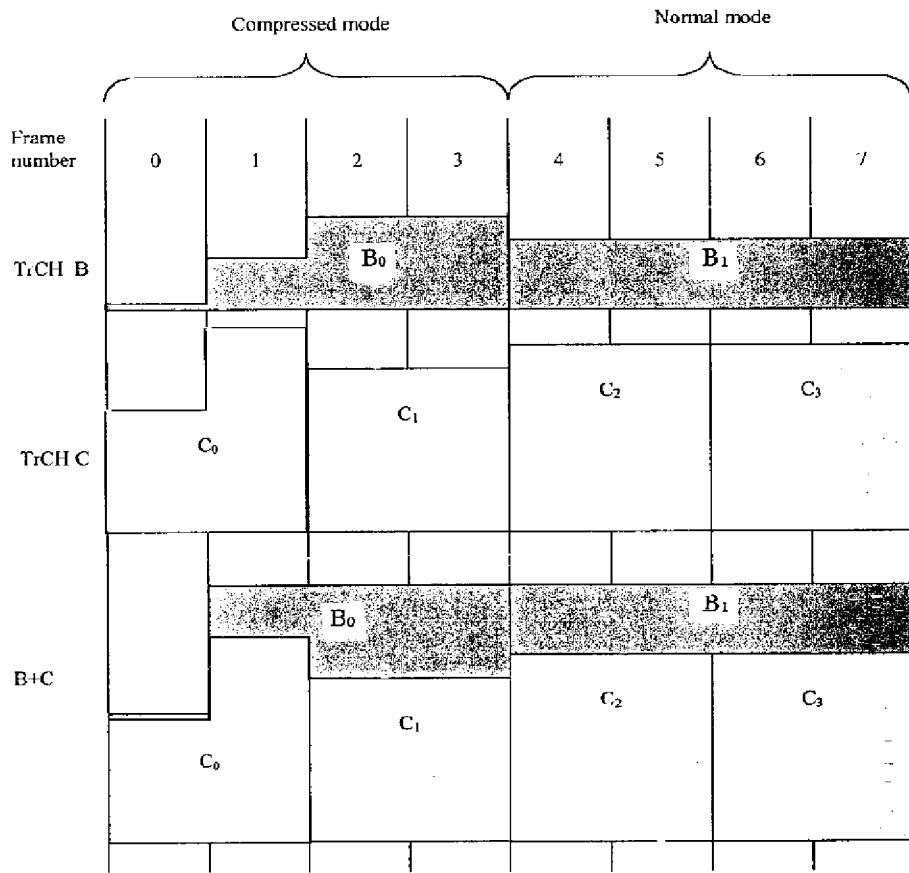 Compressed mode
Normal mode
Frame number
0 1 2 3 4 5 6 7
TrCH B
B0
B1
TrCH C
C0
C1
C2
C3
B+C
B0
B1
C0
C1
C2
C3